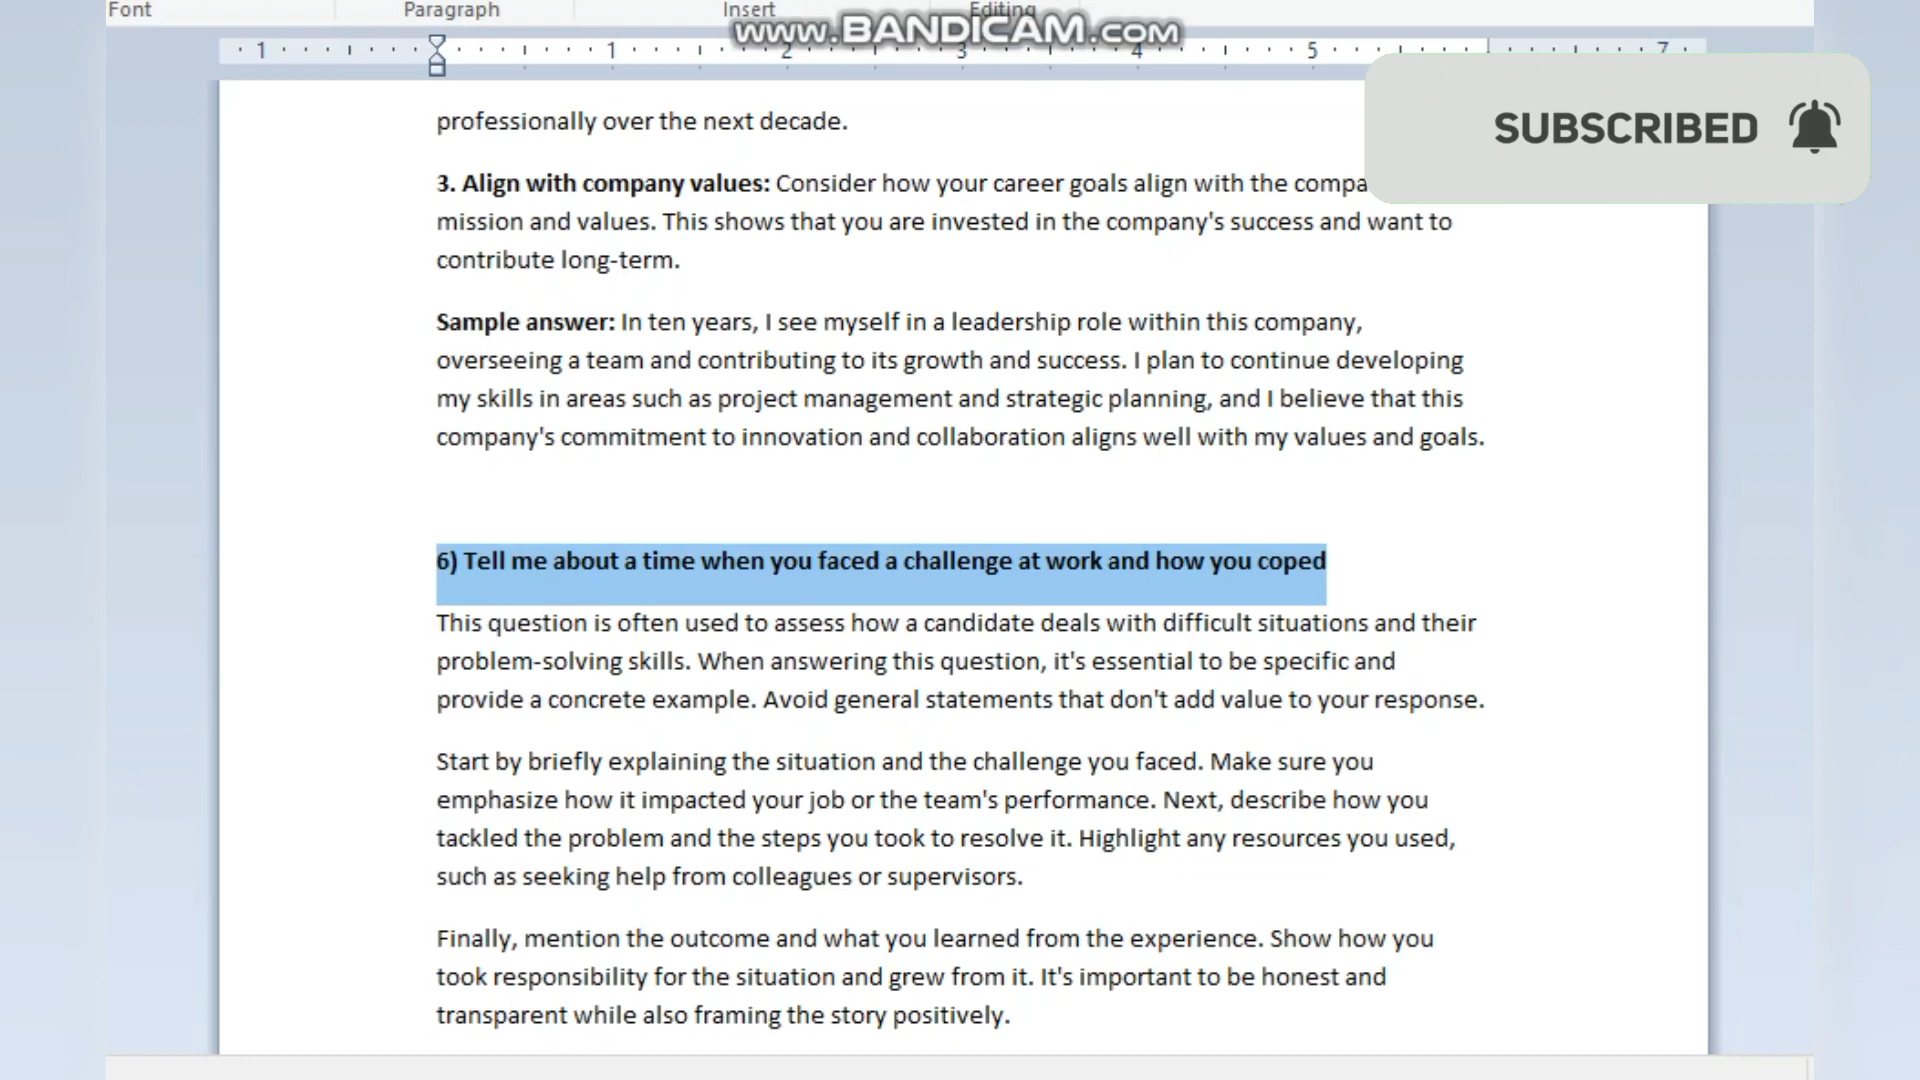 Font Paragraph Insert Editing
www.BANDICAM.com
1 1 2 3 4 5 7
professionally over the next decade.
SUBSCRIBED
3. Align with company values: Consider how your career goals align with the compa
mission and values. This shows that you are invested in the company's success and want to
contribute long-term.
Sample answer: In ten years, I see myself in a leadership role within this company,
overseeing a team and contributing to its growth and success. I plan to continue developing
my skills in areas such as project management and strategic planning, and I believe that this
company's commitment to innovation and collaboration aligns well with my values and goals.
6) Tell me about a time when you faced a challenge at work and how you coped
This question is often used to assess how a candidate deals with difficult situations and their
problem-solving skills. When answering this question, it's essential to be specific and
provide a concrete example. Avoid general statements that don't add value to your response.
Start by briefly explaining the situation and the challenge you faced. Make sure you
emphasize how it impacted your job or the team's performance. Next, describe how you
tackled the problem and the steps you took to resolve it. Highlight any resources you used,
such as seeking help from colleagues or supervisors.
Finally, mention the outcome and what you learned from the experience. Show how you
took responsibility for the situation and grew from it. It's important to be honest and
transparent while also framing the story positively.